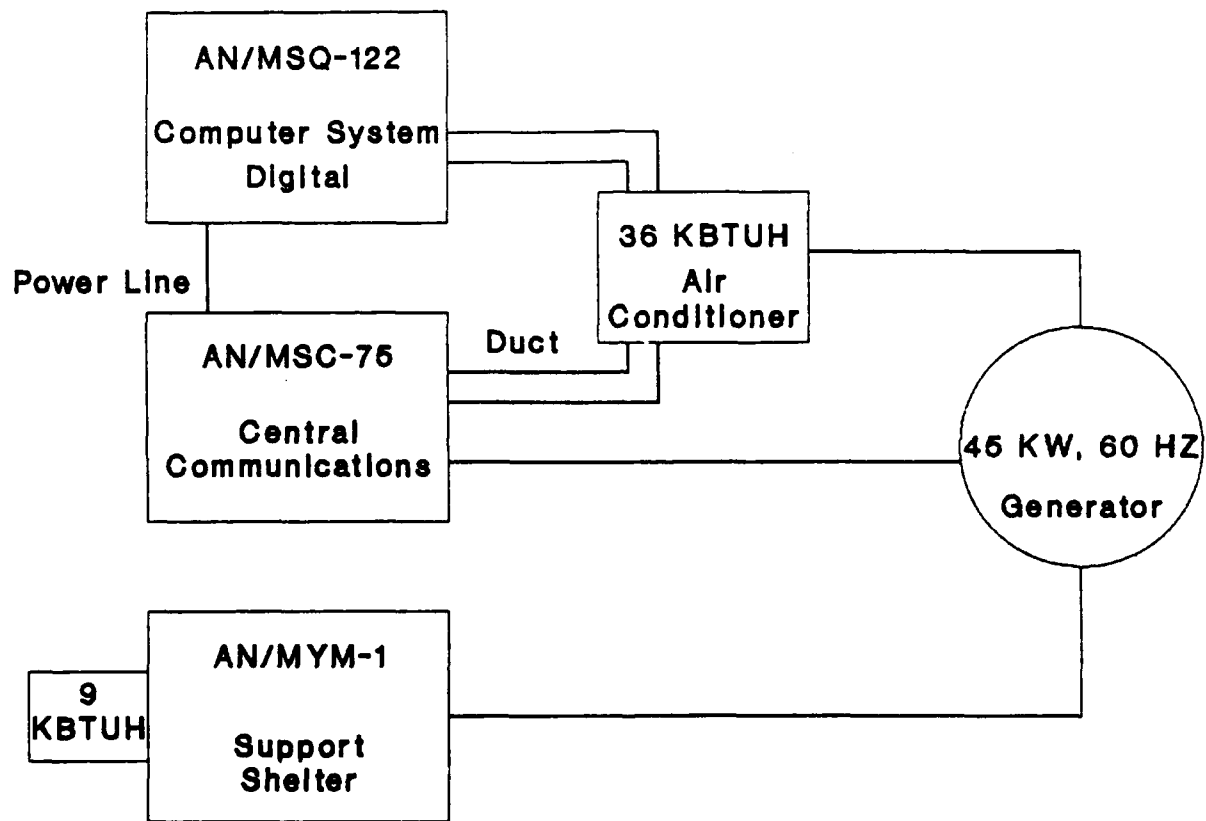 AN/MSQ-122
Computer System
Digital
36 KBTUH
Air
Conditioner
Power Line
AN/MSC-75
Duct
Central
Communications
45 KW, 60 HZ
Generator
AN/MYM-1
9
KBTUH
Support
Shelter